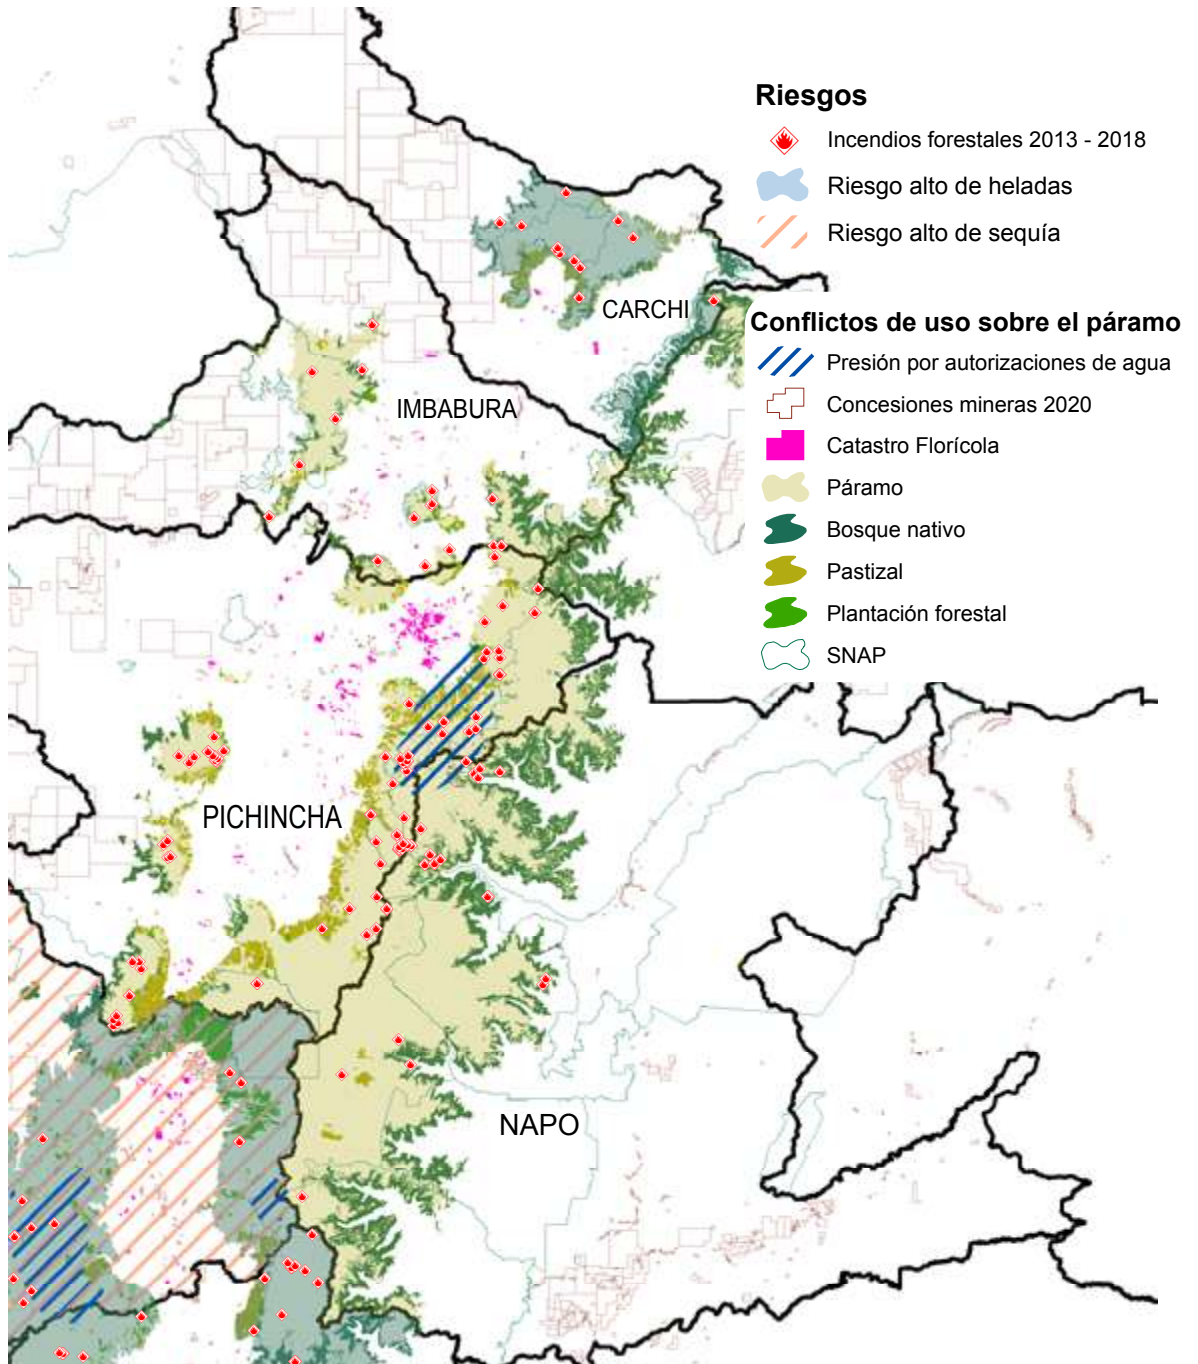 Riesgos
Incendios forestales 2013 - 2018
Riesgo alto de heladas
Riesgo alto de sequía
CARCHI
Conflictos de uso sobre el páramo
Presión por autorizaciones de agua
IMBABURA
Concesiones mineras 2020
Catastro Florícola
Páramo
Bosque nativo
Pastizal
Plantación forestal
SNAP
PICHINCHA
NAPO